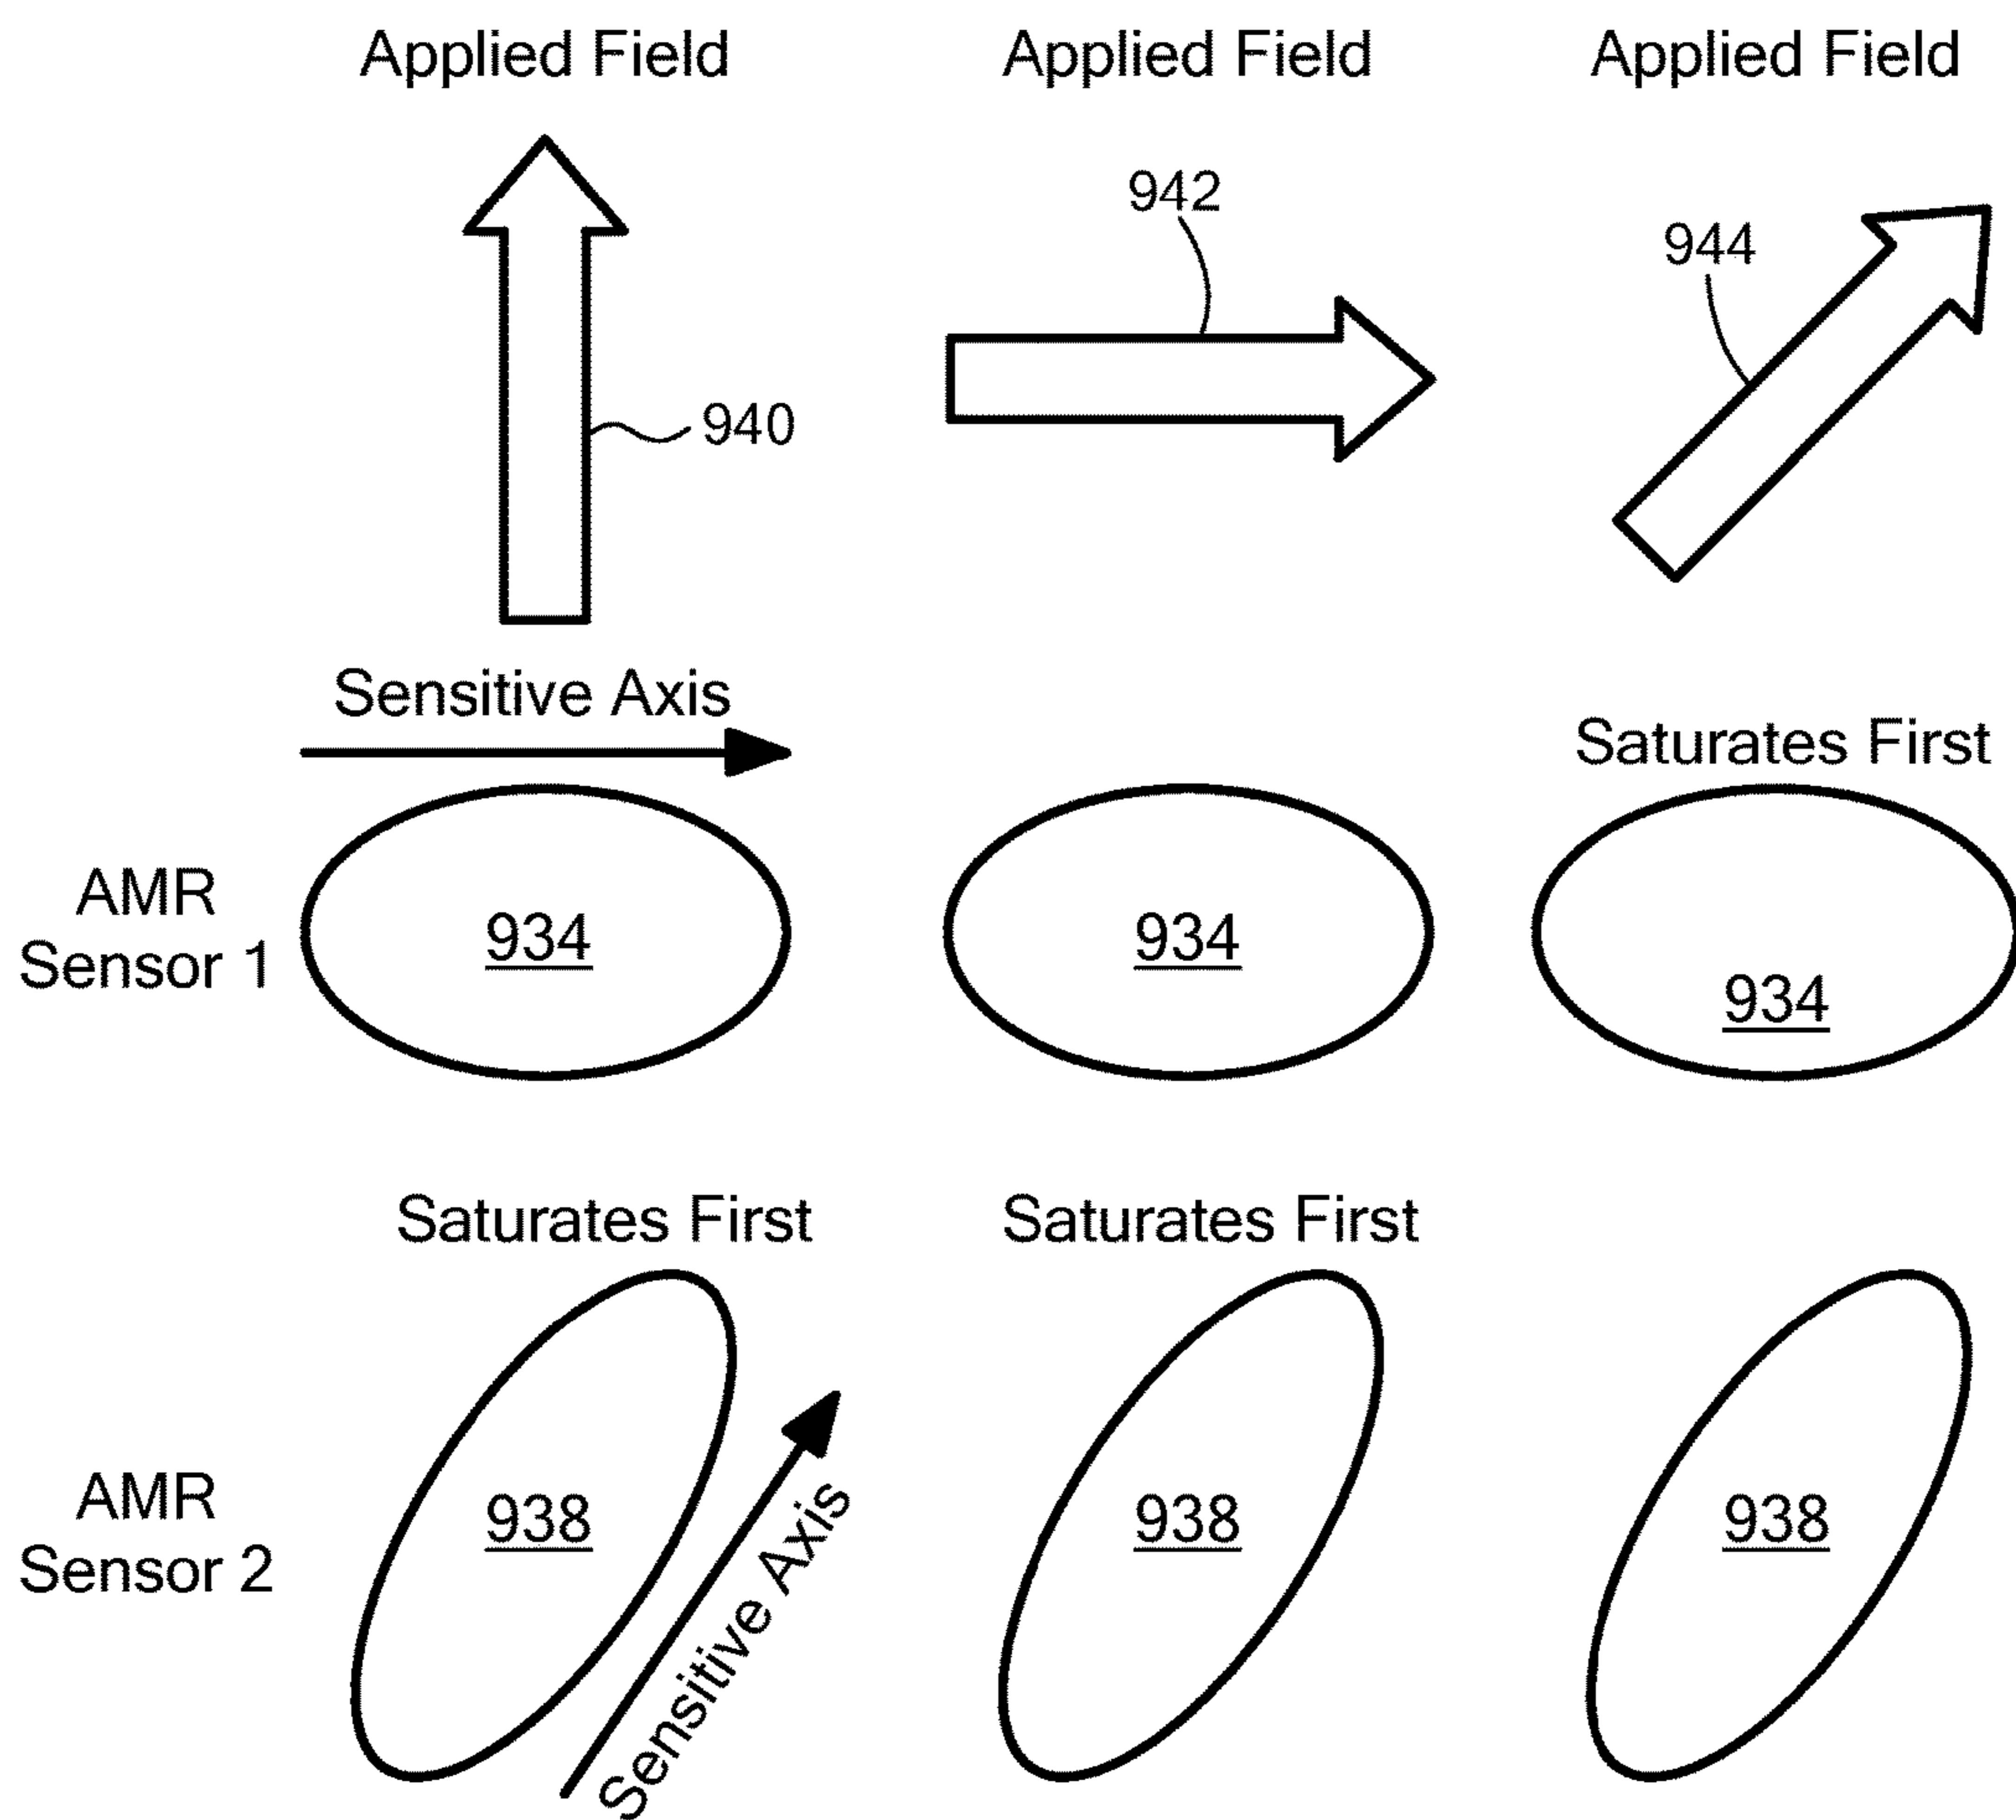 Applied Field
Applied Field
Applied Field
940
942
944
Sensitive Axis
Saturates First
AMR
Sensor 1
934
934
934
Saturates First
Saturates First
AMR
Sensor 2
938
Sensitive Axis
938
938